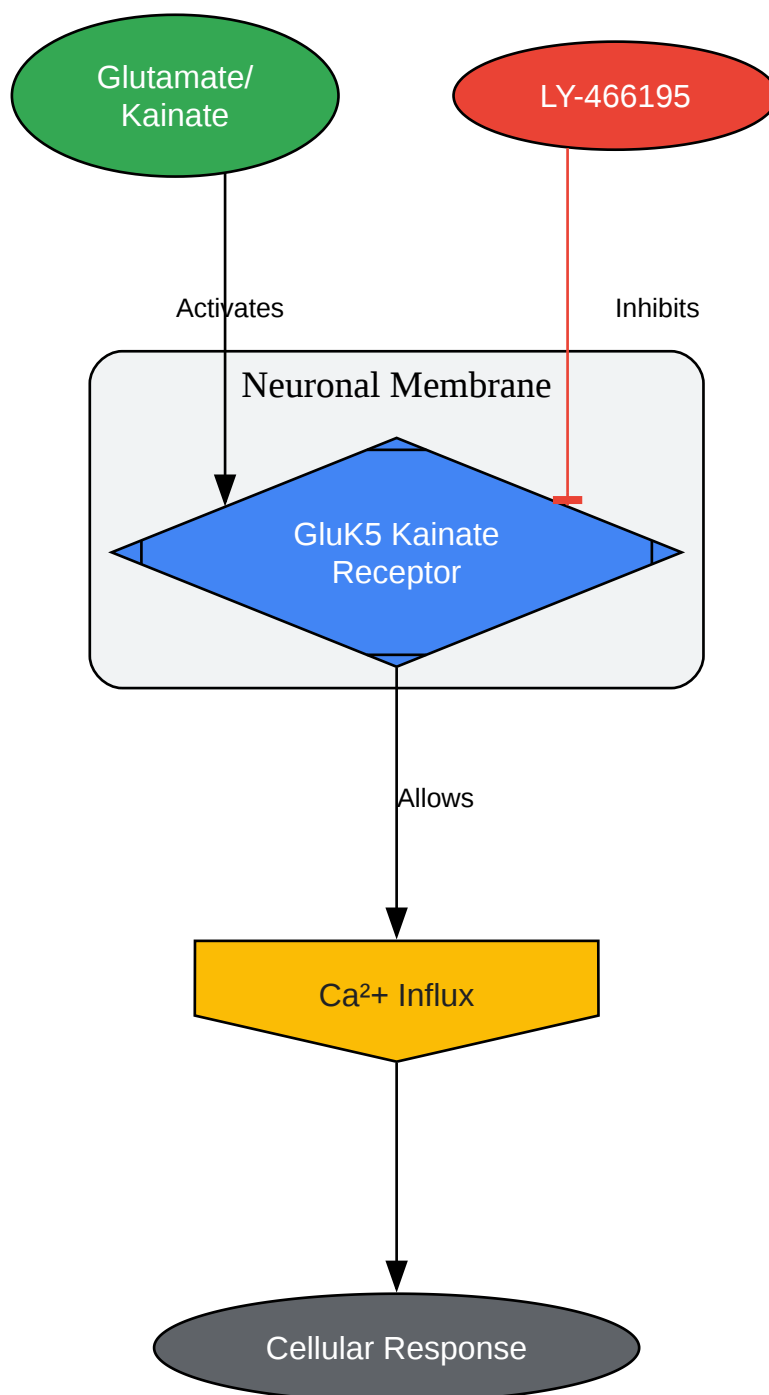 Glutamate/
Kainate
LY-466195
Activates
Inhibits
Neuronal Membrane
GluK5 Kainate
Receptor
Allows
Ca²+ Influx
Cellular Response